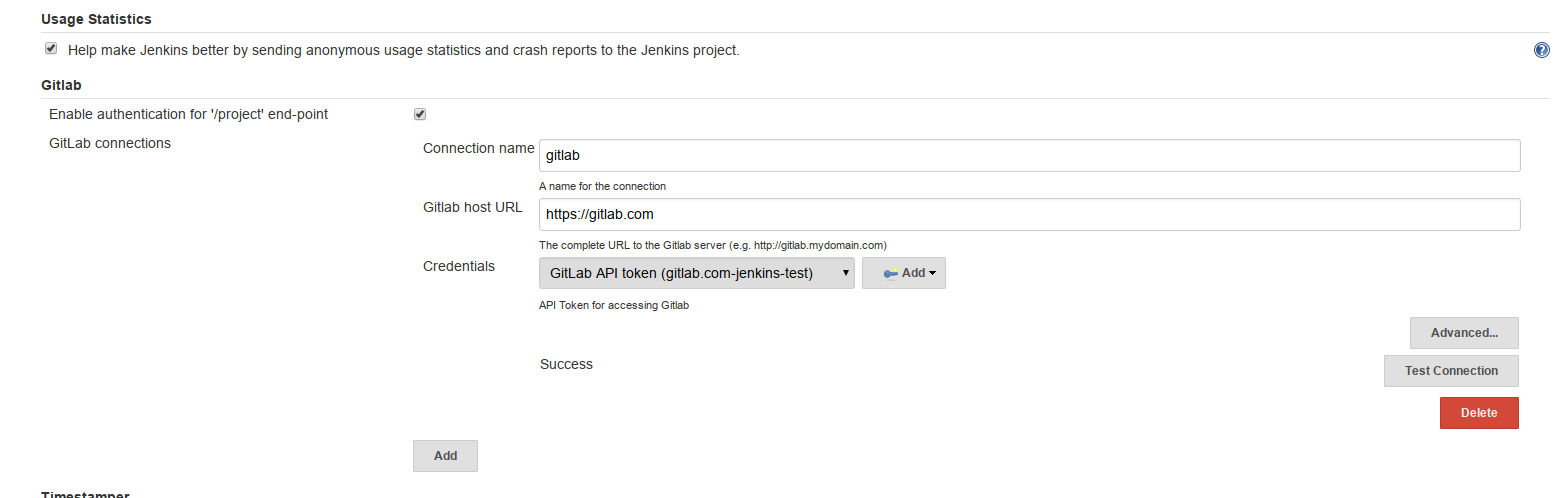 Usage Statistics
Help make Jenkins better by sending anonymous usage statistics and crash reports to the Jenkins project.
Gitlab
Enable authentication for '/project' end-point
GitLab connections
Connection name
gitlab
A name for the connection
Gitlab host URL
https://gitlab.com
The complete URL to the Gitlab server (e.g. http://gitlab.mydomain.com)
Credentials
GitLab API token (gitlab.com-jenkins-test)
Add
API Token for accessing Gitlab
Advanced...
Success
Test Connection
Delete
Add
Timestamper